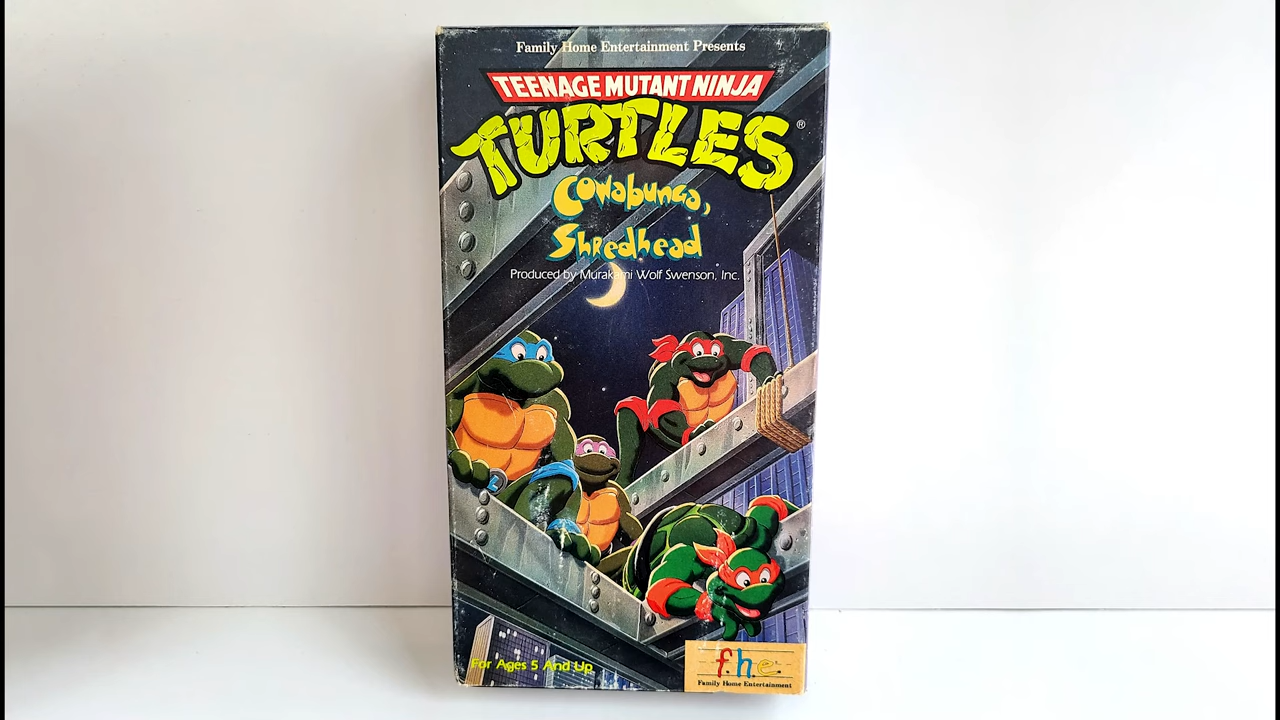 Family Home Entertainment Presents
TEENAGE MUTANT NINJA
TURTLES®
Cowabunga,
Shredhead
Produced by Murakami Wolf Swenson, Inc.
L
For Ages 5 And Up
f.h.e.
Family Home Entertainment